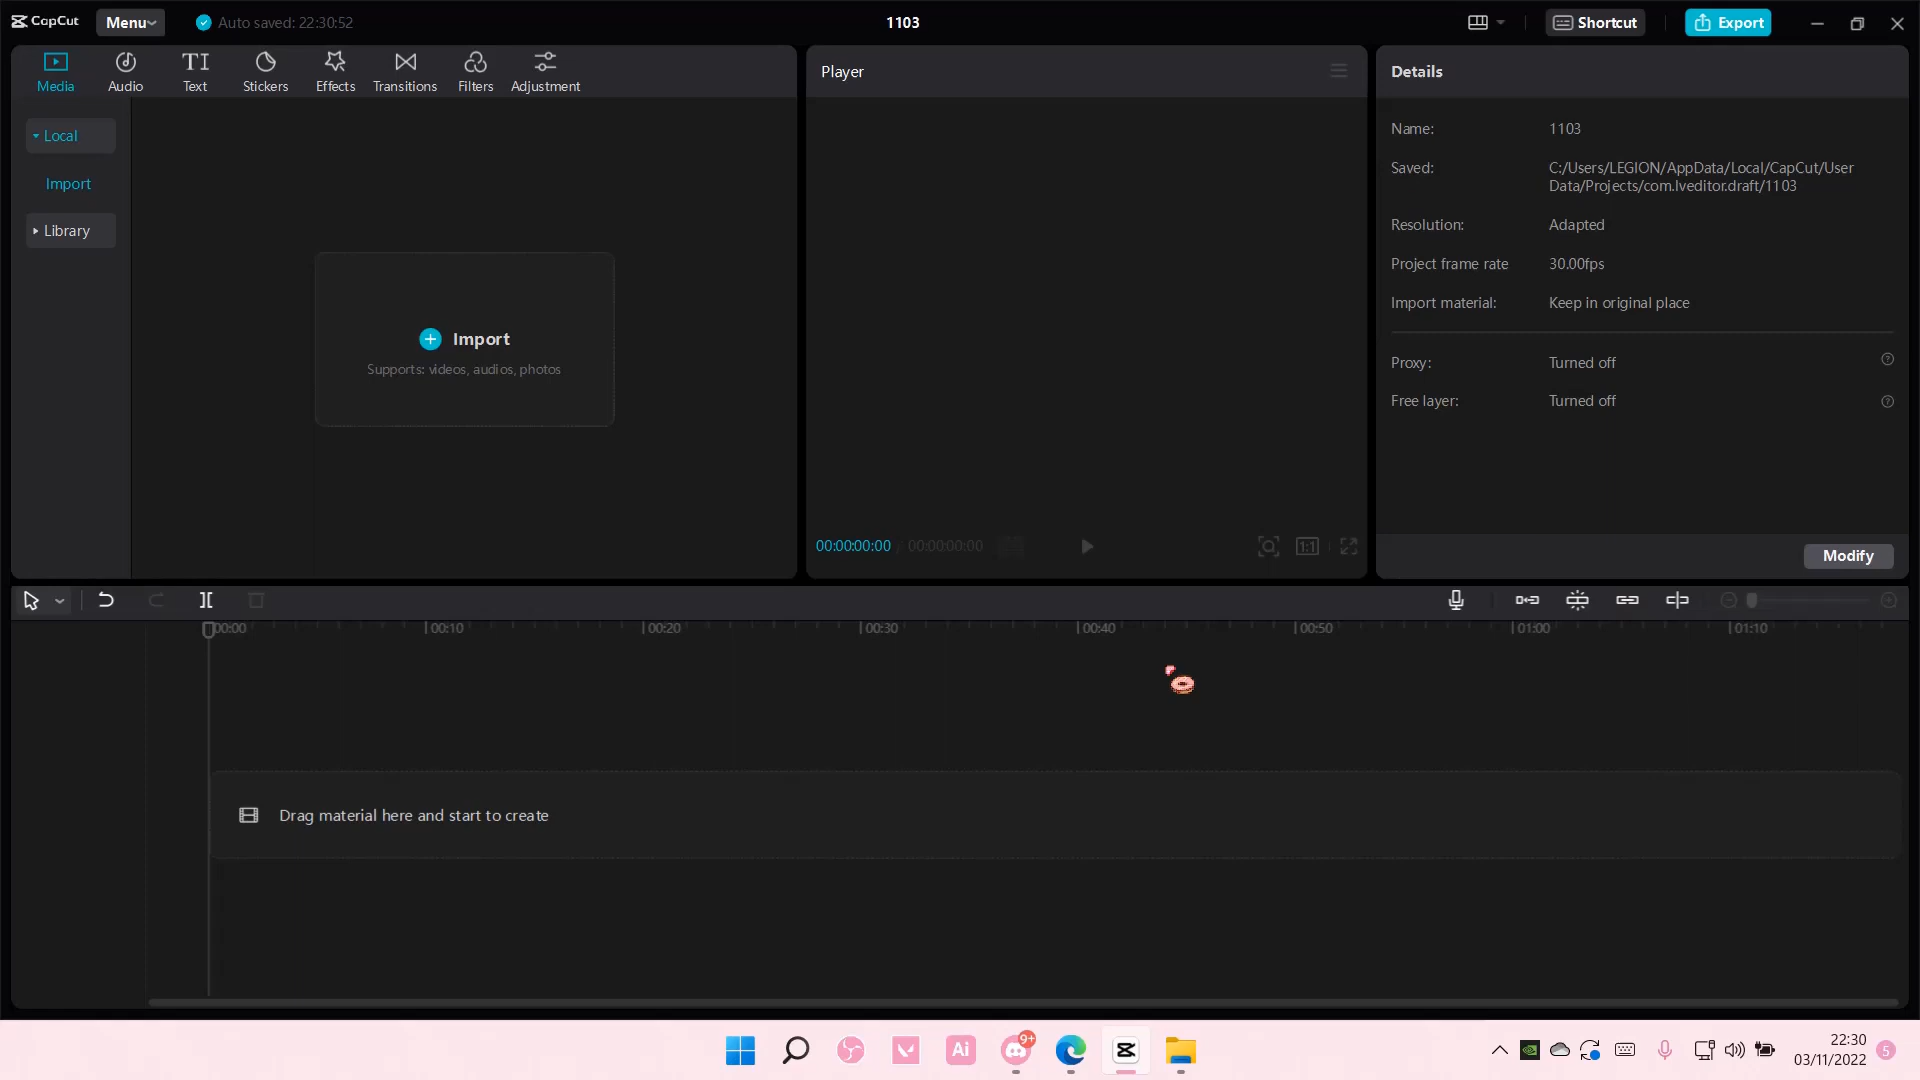 CapCut
Menu
Auto saved: 22:30:52
1103
Shortcut
Export
Media
Audio
TI
Text
Stickers
Effects
Transitions
Filters
Adjustment
Local
Import
Library
Import
Supports: videos, audios, photos
Player
00:00:00:00 / 00:00:00:00
1:1
Details
Name: 1103
Saved: C:/Users/LEGION/AppData/Local/CapCut/User
Data/Projects/com.lveditor.draft/1103
Resolution: Adapted
Project frame rate 30.00fps
Import material: Keep in original place
Proxy: Turned off
Free layer: Turned off
Modify
00:00 00:10 00:20 00:30 00:40 00:50 01:00 01:10
Drag material here and start to create
Ai
9+
22:30
03/11/2022
5